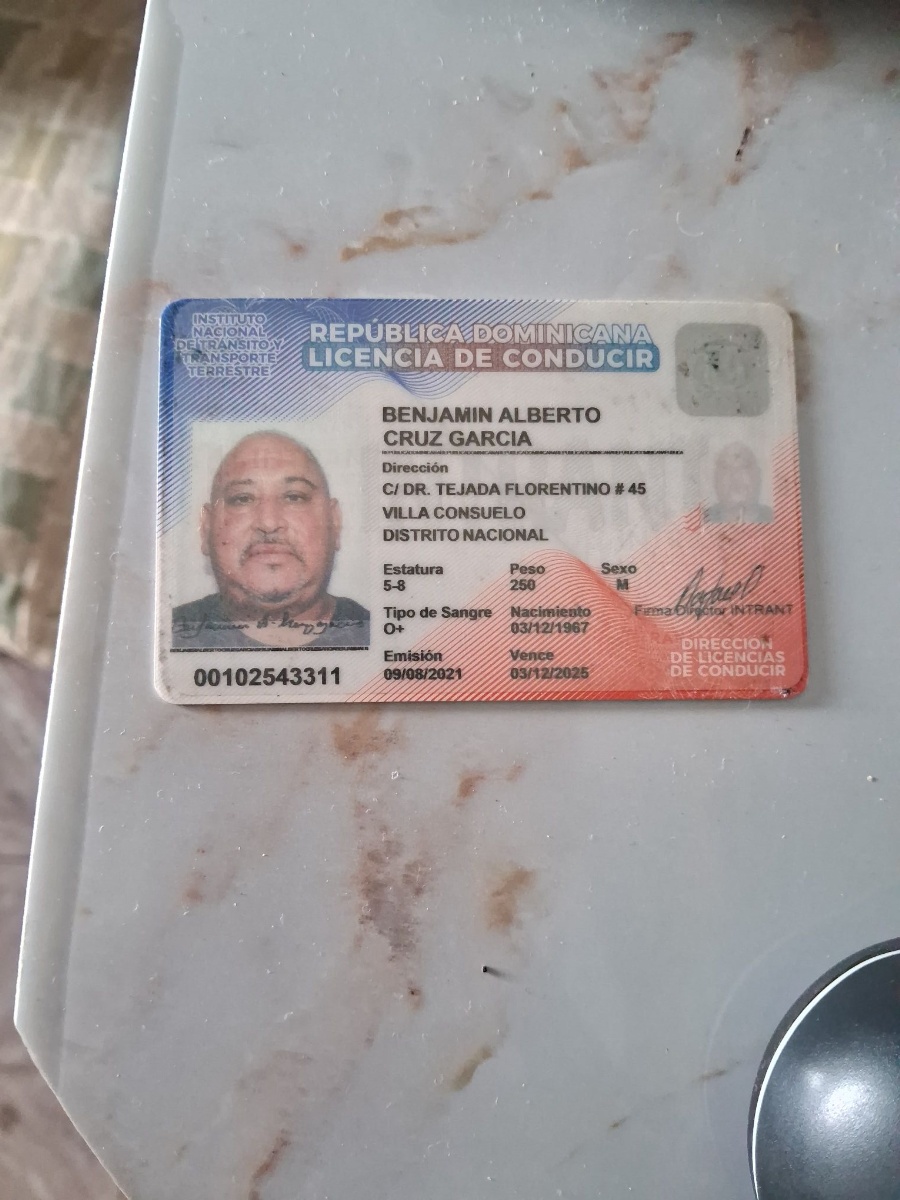 INSTITUTO
NACIONAL
DE TRÁNSITO Y
TRANSPORTE
TERRESTRE
REPÚBLICA DOMINICANA
LICENCIA DE CONDUCIR
BENJAMIN ALBERTO
CRUZ GARCIA
Dirección
C/ DR. TEJADA FLORENTINO # 45
VILLA CONSUELO
DISTRITO NACIONAL
Estatura Peso Sexo
5-8 250 M
Tipo de Sangre Nacimiento
O+ 03/12/1967
Firma Director INTRANT
Emisión Vence
09/08/2021 03/12/2025
00102543311
DIRECCIÓN
DE LICENCIAS
DE CONDUCIR